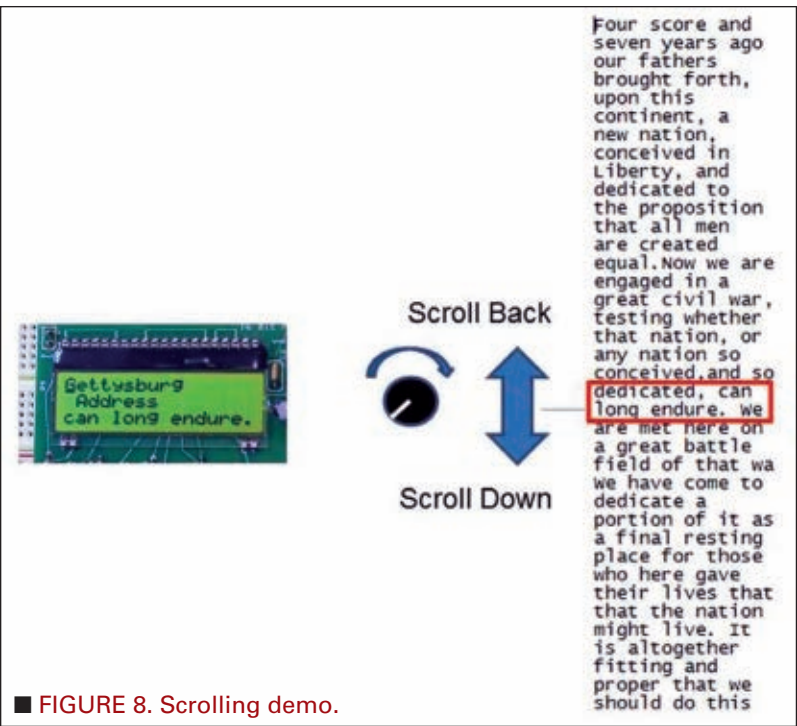 Gettysburg
Address
can long endure.
Scroll Back
Scroll Down
Four score and
seven years ago
our fathers
brought forth,
upon this
continent, a
new nation,
conceived in
Liberty, and
dedicated to
the proposition
that all men
are created
equal.Now we are
engaged in a
great civil war,
testing whether
that nation, or
any nation so
conceived,and so
dedicated, can
long endure. We
are met here on
a great battle
field of that wa
We have come to
dedicate a
portion of it as
a final resting
place for those
who here gave
their lives that
that the nation
might live. It
is altogether
fitting and
proper that we
should do this
■ FIGURE 8. Scrolling demo.